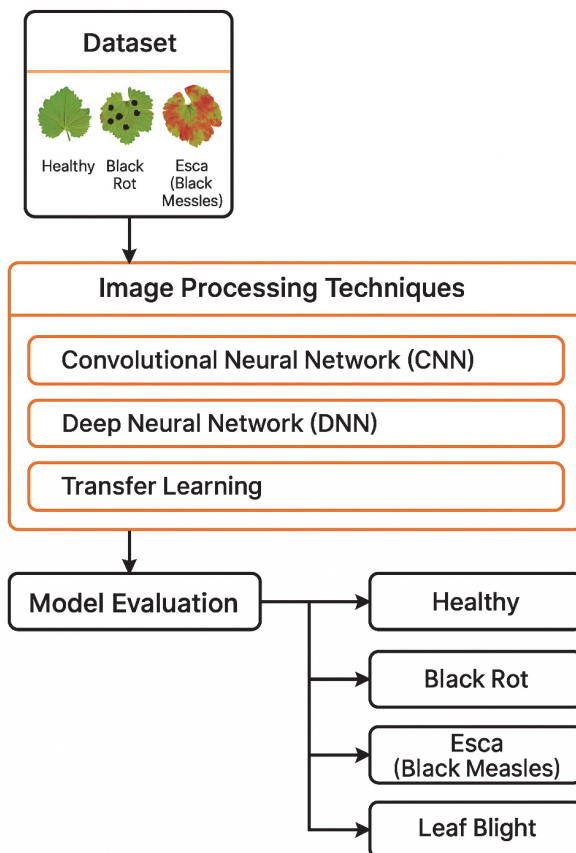 Dataset
Healthy
Black
Rot
Esca
(Black
Messles)
Image Processing Techniques
Convolutional Neural Network (CNN)
Deep Neural Network (DNN)
Transfer Learning
Model Evaluation
Healthy
Black Rot
Esca
(Black Measles)
Leaf Blight